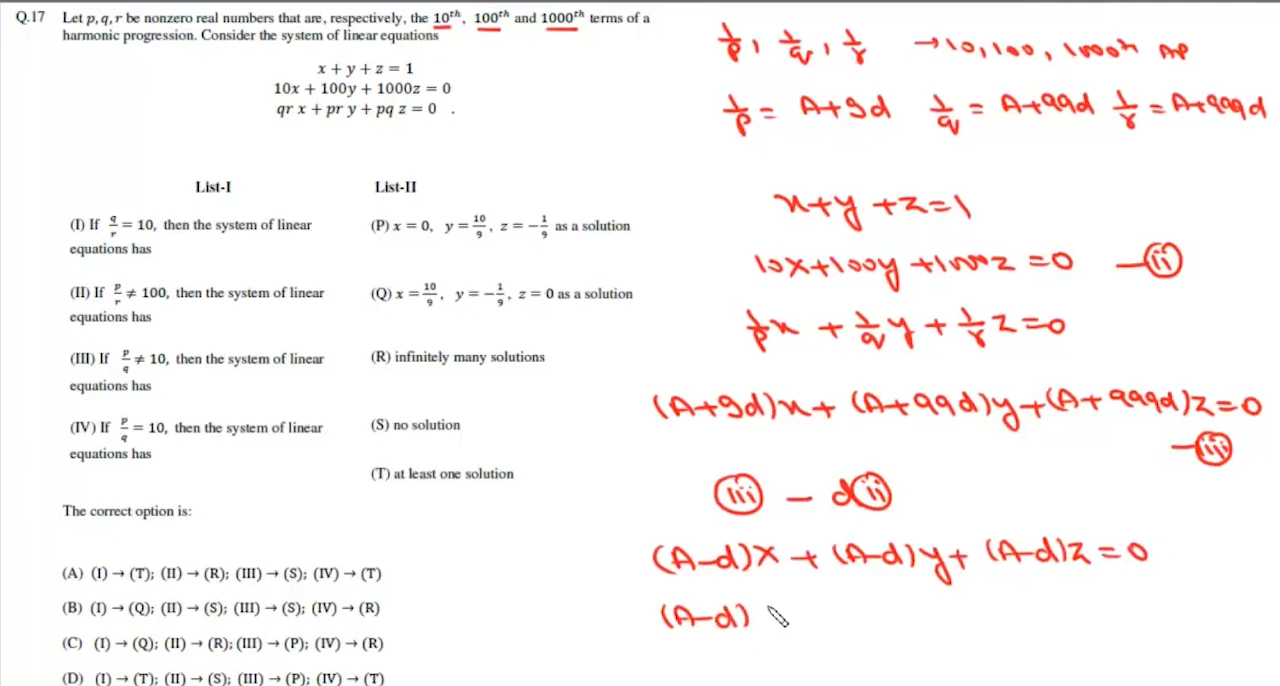 Q.17 Let p, q, r be nonzero real numbers that are, respectively, the 10th, 100th and 1000th terms of a
harmonic progression. Consider the system of linear equations
x + y + z = 1
10x + 100y + 1000z = 0
qr x + pr y + pq z = 0 .
List-I List-II
(I) If q/r = 10, then the system of linear
equations has
(P) x = 0, y = 10/9, z = −1/9 as a solution
(II) If p/r ≠ 100, then the system of linear
equations has
(Q) x = 10/9, y = −1/9, z = 0 as a solution
(III) If p/q ≠ 10, then the system of linear
equations has
(R) infinitely many solutions
(IV) If p/q = 10, then the system of linear
equations has
(S) no solution
(T) at least one solution
The correct option is:
(A) (I) → (T); (II) → (R); (III) → (S); (IV) → (T)
(B) (I) → (Q); (II) → (S); (III) → (S); (IV) → (R)
(C) (I) → (Q); (II) → (R); (III) → (P); (IV) → (R)
(D) (I) → (T); (II) → (S); (III) → (P); (IV) → (T)
1/p, 1/q, 1/r → 10, 100, 1000th AP
1/p = A+9d 1/q = A+99d 1/r = A+999d
x+y+z=1
10x+100y+1000z=0 —(ii)
1/p x + 1/q y + 1/r z=0
(A+9d)x+(A+99d)y+(A+999d)z=0
—(iii)
(iii) — d(ii)
(A-d)x + (A-d)y + (A-d)z = 0
(A-d)